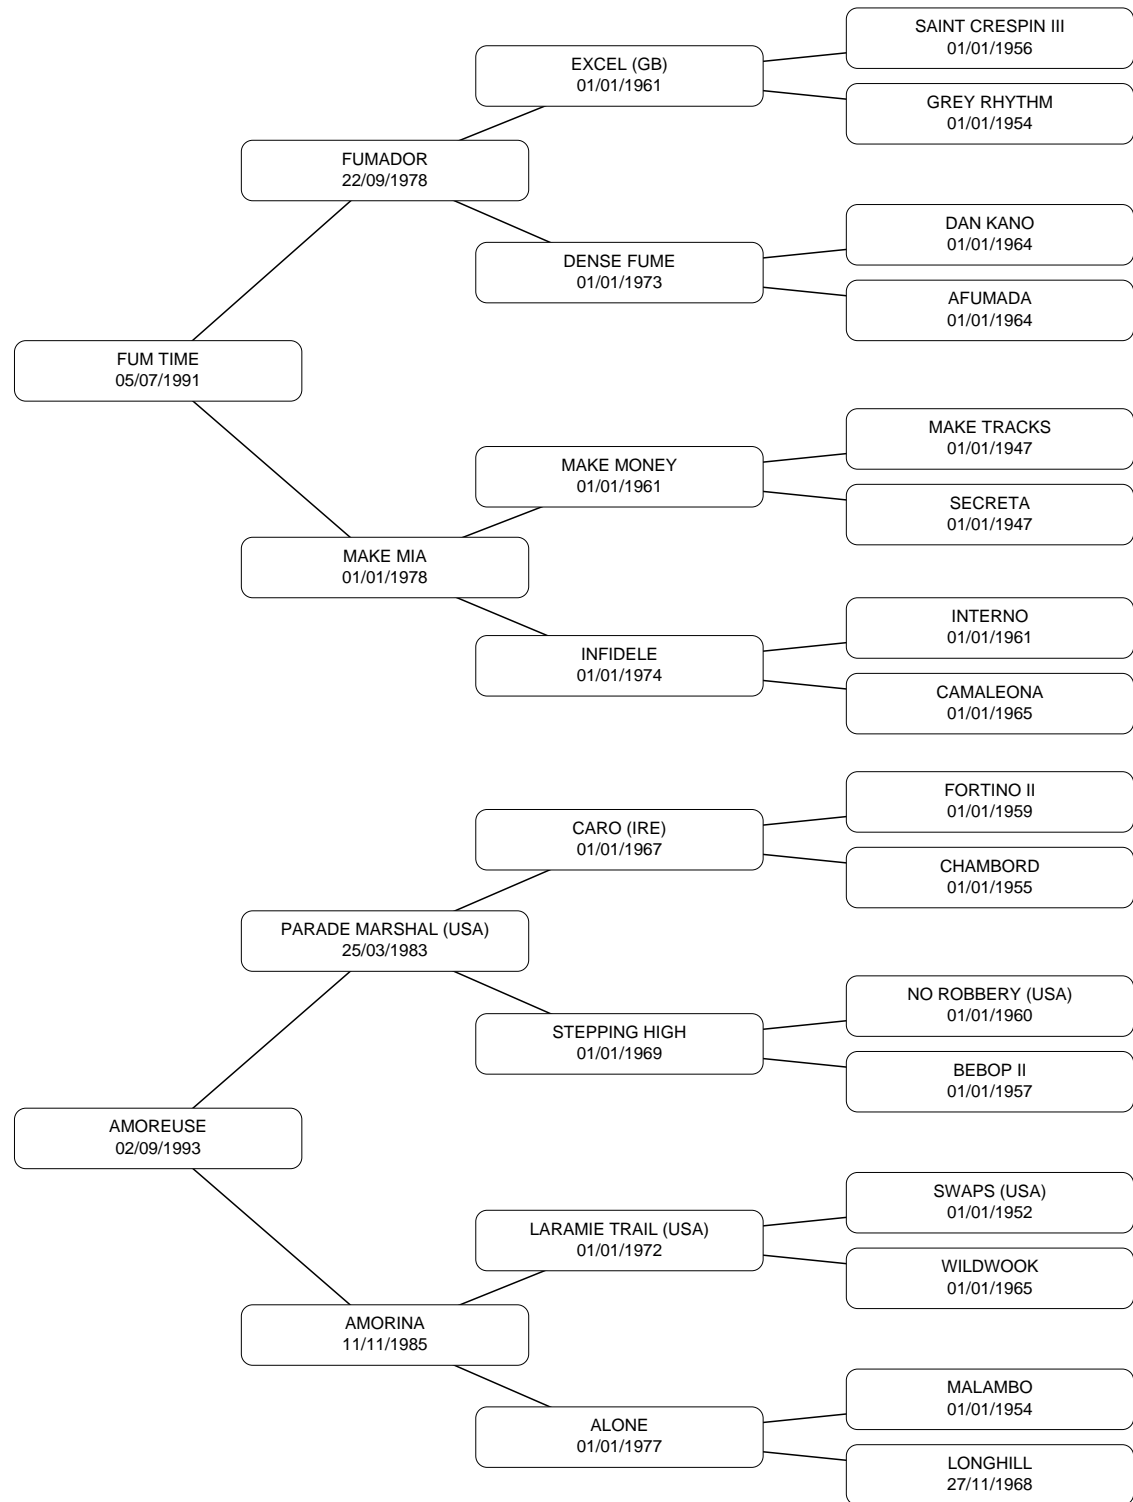 SAINT CRESPIN III
01/01/1956
EXCEL (GB)
01/01/1961
GREY RHYTHM
01/01/1954
FUMADOR
22/09/1978
DAN KANO
01/01/1964
DENSE FUME
01/01/1973
AFUMADA
01/01/1964
FUM TIME
05/07/1991
MAKE TRACKS
01/01/1947
MAKE MONEY
01/01/1961
SECRETA
01/01/1947
MAKE MIA
01/01/1978
INTERNO
01/01/1961
INFIDELE
01/01/1974
CAMALEONA
01/01/1965
FORTINO II
01/01/1959
CARO (IRE)
01/01/1967
CHAMBORD
01/01/1955
PARADE MARSHAL (USA)
25/03/1983
NO ROBBERY (USA)
01/01/1960
STEPPING HIGH
01/01/1969
BEBOP II
01/01/1957
AMOREUSE
02/09/1993
SWAPS (USA)
01/01/1952
LARAMIE TRAIL (USA)
01/01/1972
WILDWOOK
01/01/1965
AMORINA
11/11/1985
MALAMBO
01/01/1954
ALONE
01/01/1977
LONGHILL
27/11/1968